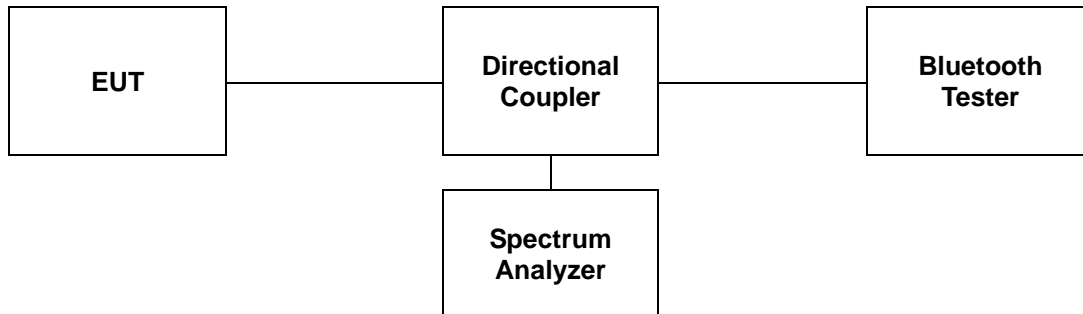 EUT
Directional
Coupler
Bluetooth
Tester
Spectrum
Analyzer